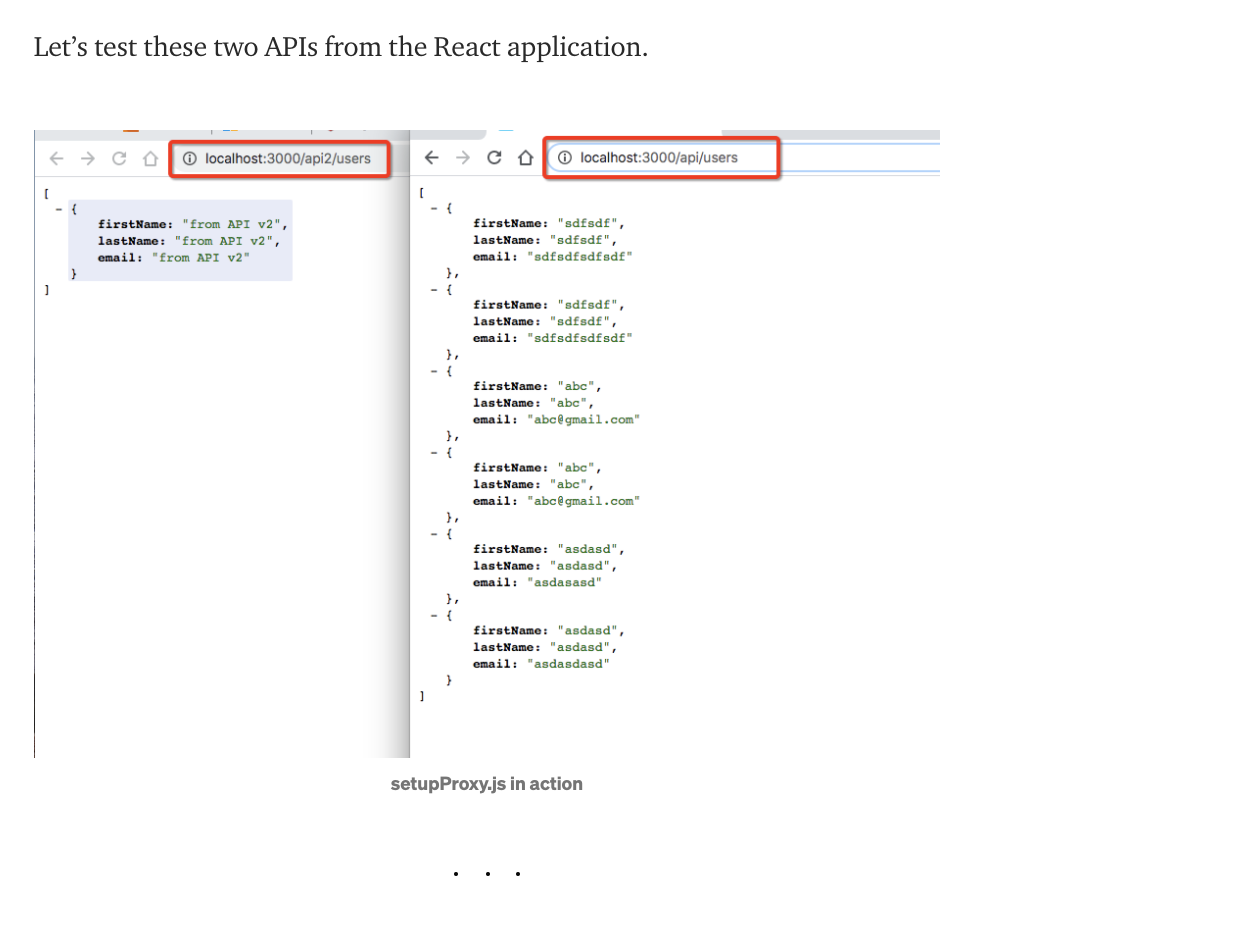 Let’s test these two APIs from the React application.
localhost:3000/api2/users
[
– {
firstName: "from API v2",
lastName: "from API v2",
email: "from API v2"
}
]
localhost:3000/api/users
[
– {
firstName: "sdfsdf",
lastName: "sdfsdf",
email: "sdfsdfsdfsdf"
},
– {
firstName: "sdfsdf",
lastName: "sdfsdf",
email: "sdfsdfsdfsdf"
},
– {
firstName: "abc",
lastName: "abc",
email: "abc@gmail.com"
},
– {
firstName: "abc",
lastName: "abc",
email: "abc@gmail.com"
},
– {
firstName: "asdasd",
lastName: "asdasd",
email: "asdasasd"
},
– {
firstName: "asdasd",
lastName: "asdasd",
email: "asdasdasd"
}
]
setupProxy.js in action
. . .